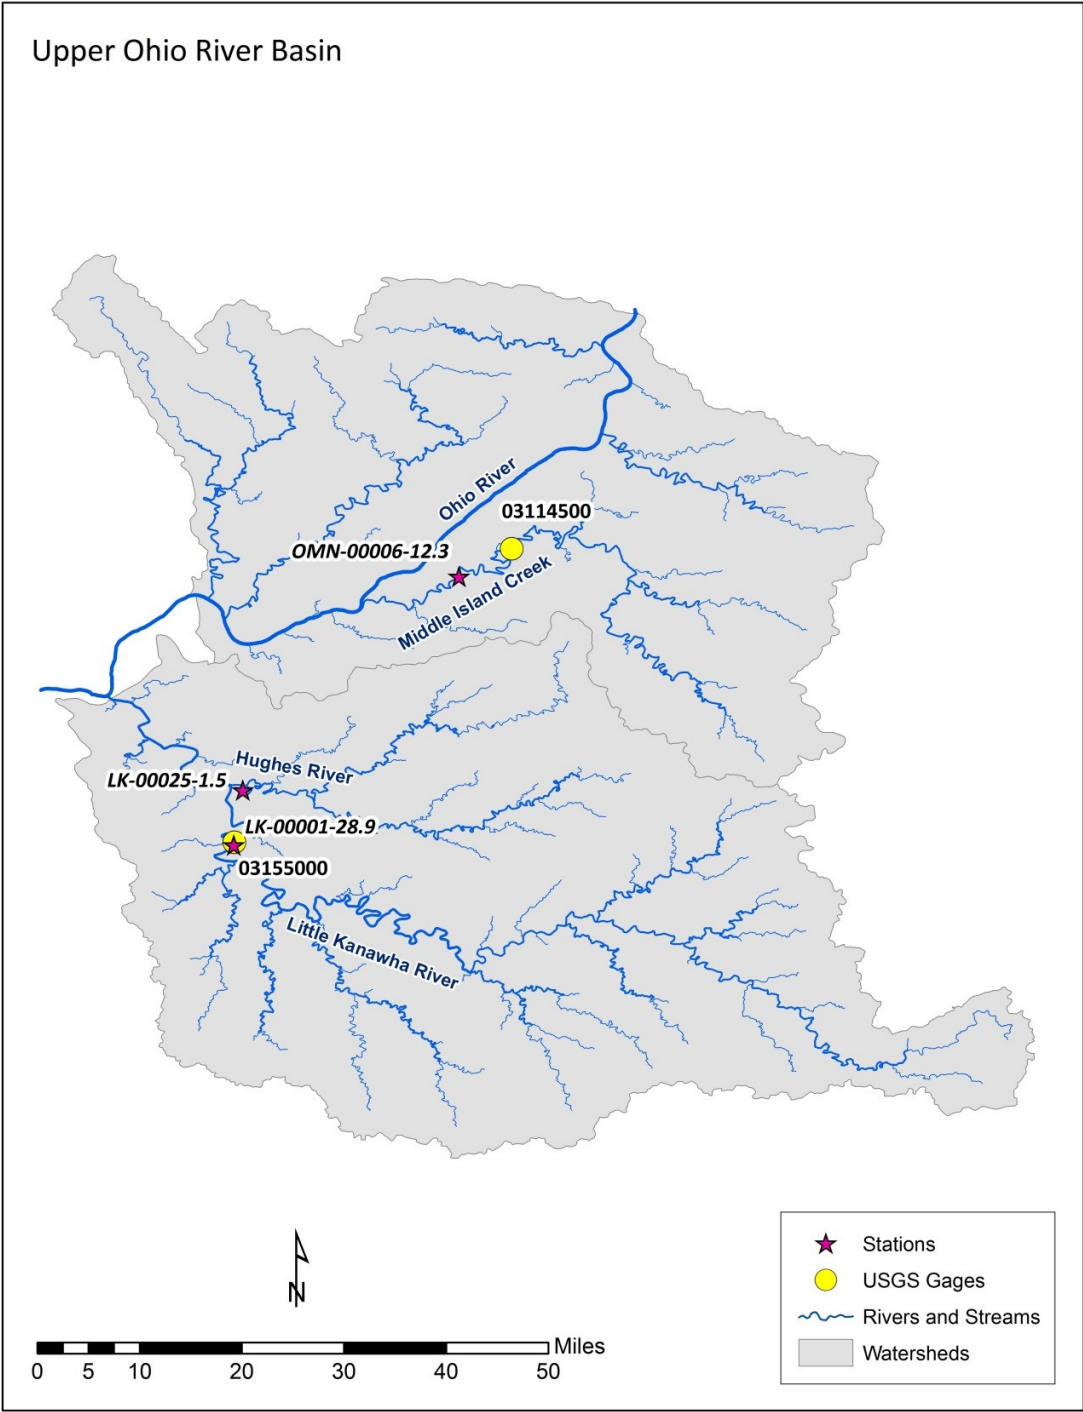 Upper Ohio River Basin
Ohio River
03114500
OMN-00006-12.3
Middle Island Creek
Hughes River
LK-00025-1.5
LK-00001-28.9
03155000
Little Kanawha River
N
Miles
0 5 10 20 30 40 50
Stations
USGS Gages
Rivers and Streams
Watersheds